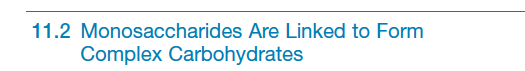 11.2 Monosaccharides Are Linked to Form
Complex Carbohydrates